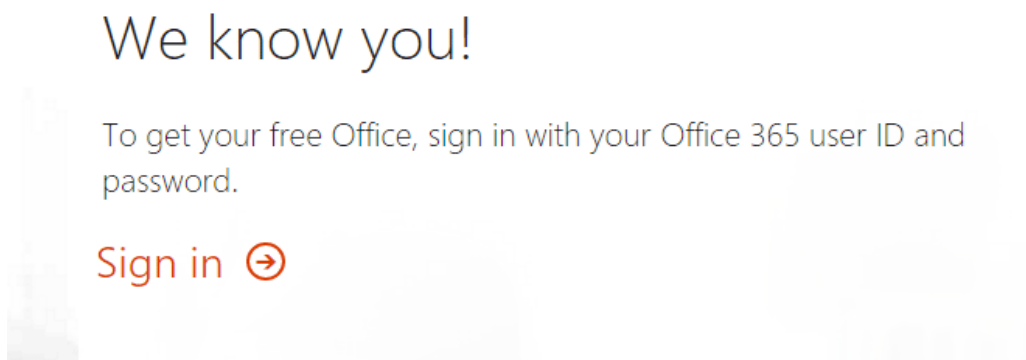 We know you!
To get your free Office, sign in with your Office 365 user ID and
password.
Sign in